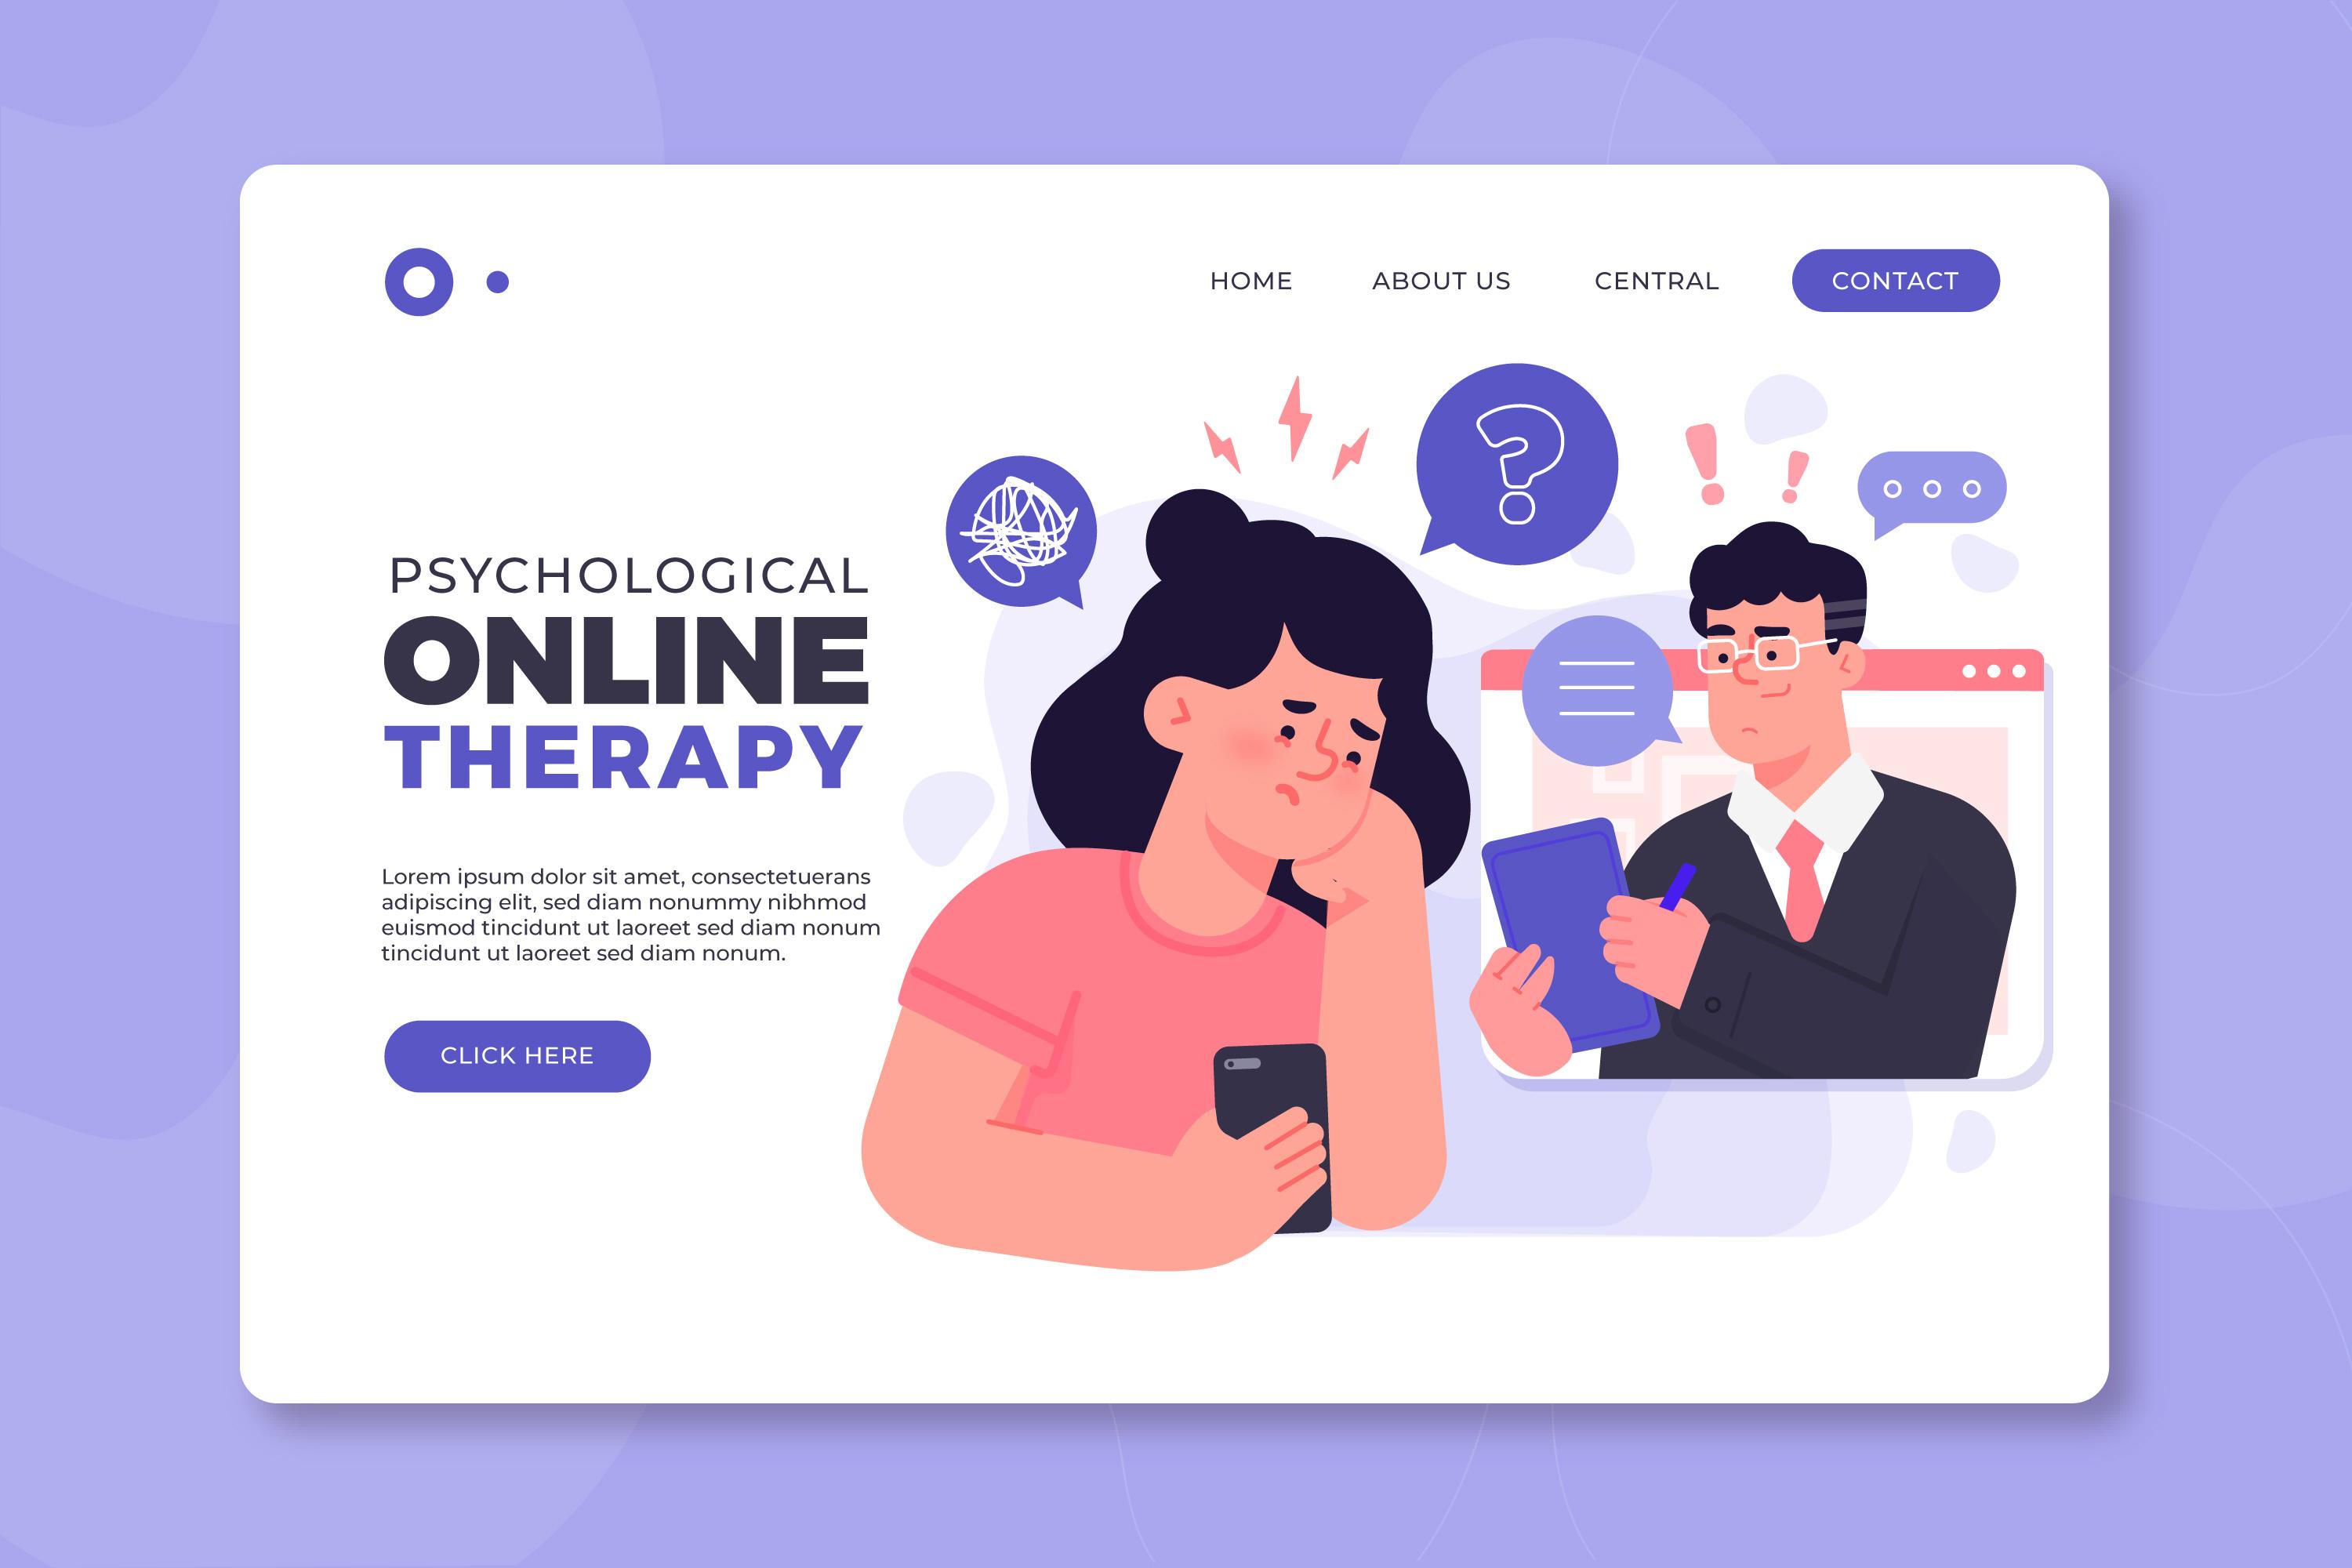 HOME ABOUT US CENTRAL CONTACT
PSYCHOLOGICAL
ONLINE
THERAPY
Lorem ipsum dolor sit amet, consectetuerans
adipiscing elit, sed diam nonummy nibhmod
euismod tincidunt ut laoreet sed diam nonum
tincidunt ut laoreet sed diam nonum.
CLICK HERE